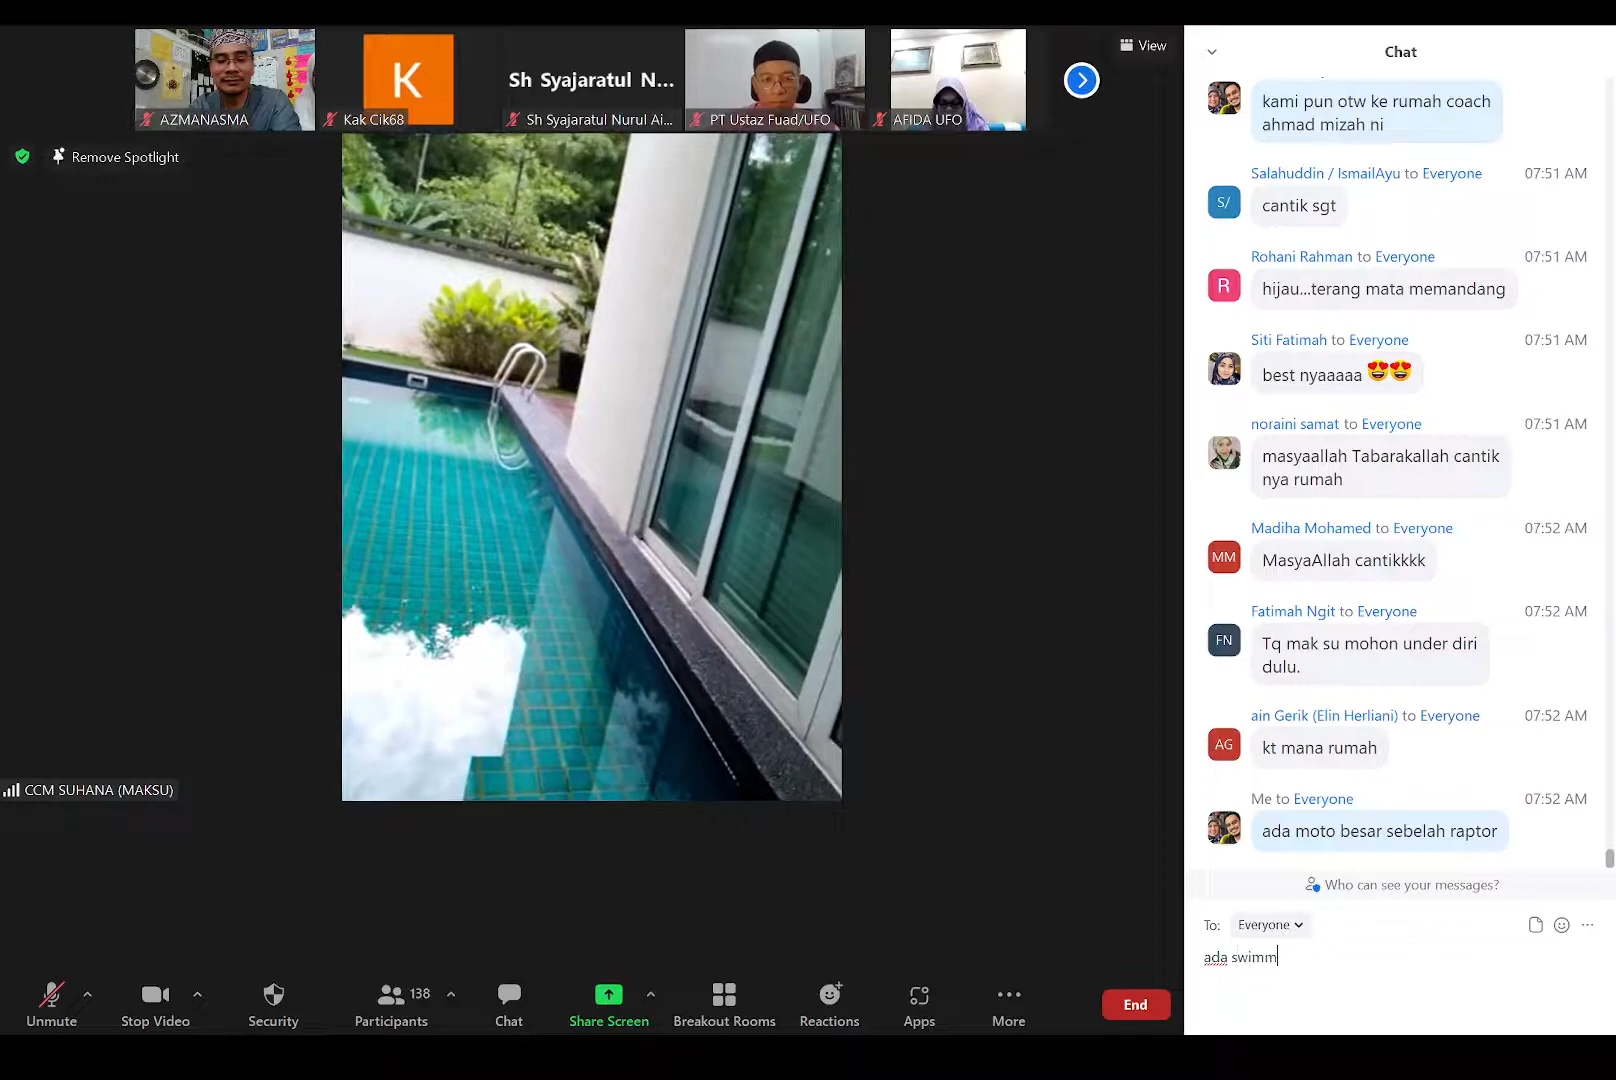 Sh Syajaratul N...
View
K
AZMANASMA
Kak Cik68
Sh Syajaratul Nurul Ai...
PT Ustaz Fuad/UFO
AFIDA UFO
Remove Spotlight
CCM SUHANA (MAKSU)
Unmute
Stop Video
Security
138
Participants
Chat
Share Screen
Breakout Rooms
Reactions
Apps
More
End
Chat
kami pun otw ke rumah coach
ahmad mizah ni
Salahuddin / IsmailAyu to Everyone 07:51 AM
S/
cantik sgt
Rohani Rahman to Everyone 07:51 AM
R
hijau...terang mata memandang
Siti Fatimah to Everyone 07:51 AM
best nyaaaaa 😍😍
noraini samat to Everyone 07:51 AM
masyaallah Tabarakallah cantik
nya rumah
Madiha Mohamed to Everyone 07:52 AM
MM
MasyaAllah cantikkkk
Fatimah Ngit to Everyone 07:52 AM
FN
Tq mak su mohon under diri
dulu.
ain Gerik (Elin Herliani) to Everyone 07:52 AM
AG
kt mana rumah
Me to Everyone 07:52 AM
ada moto besar sebelah raptor
Who can see your messages?
To: Everyone
ada swimm